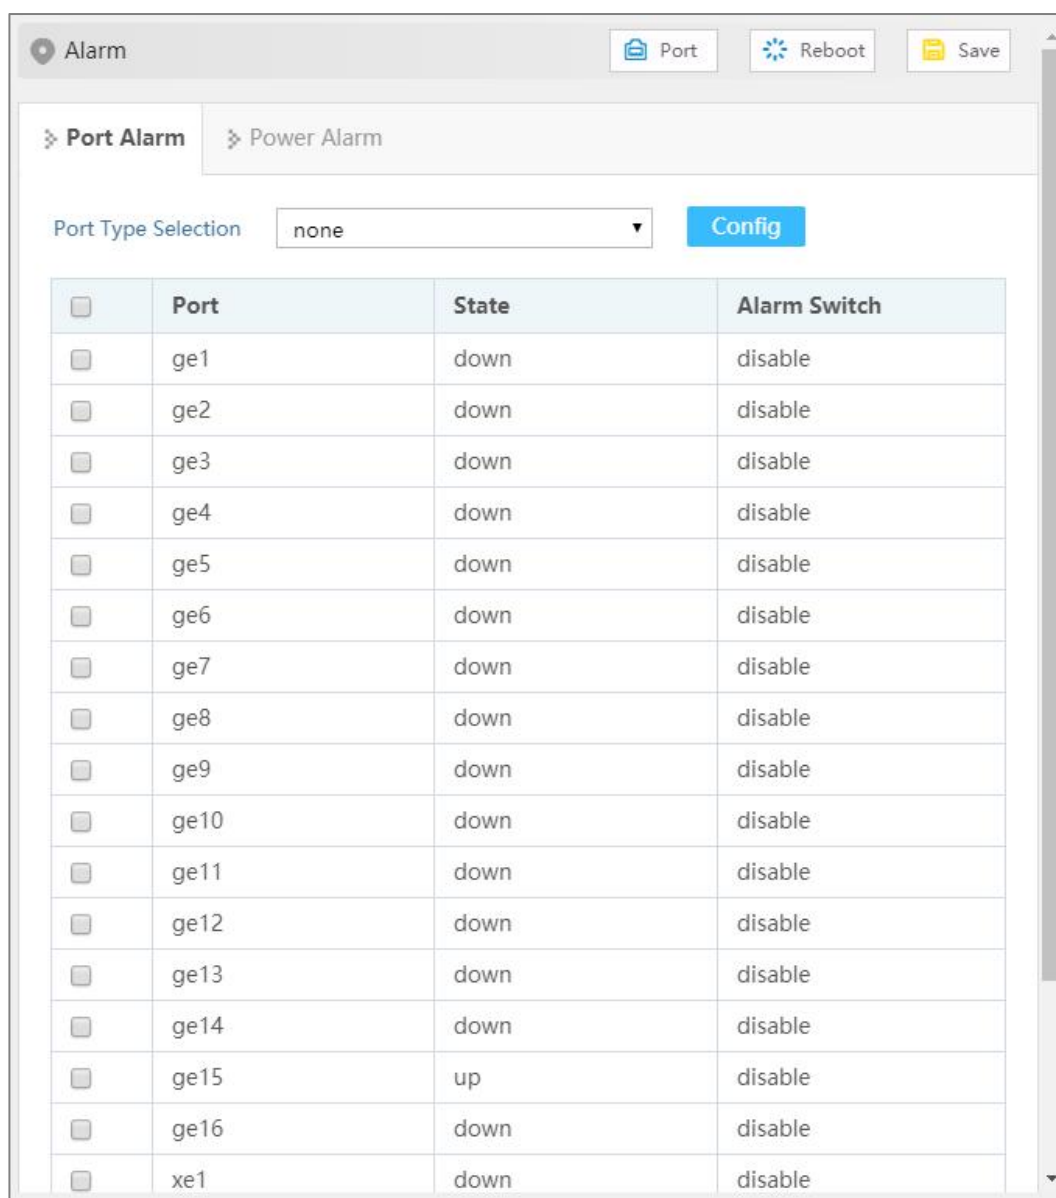 Alarm Port Reboot Save
Port Alarm Power Alarm
Port Type Selection none Config
Port State Alarm Switch
ge1 down disable
ge2 down disable
ge3 down disable
ge4 down disable
ge5 down disable
ge6 down disable
ge7 down disable
ge8 down disable
ge9 down disable
ge10 down disable
ge11 down disable
ge12 down disable
ge13 down disable
ge14 down disable
ge15 up disable
ge16 down disable
xe1 down disable